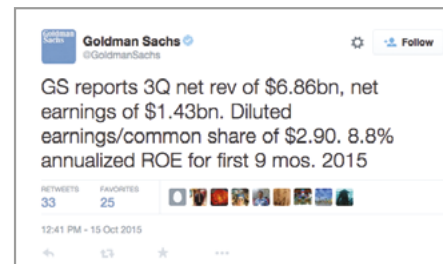 Goldman
Sachs
Goldman Sachs
@GoldmanSachs
Follow
GS reports 3Q net rev of $6.86bn, net
earnings of $1.43bn. Diluted
earnings/common share of $2.90. 8.8%
annualized ROE for first 9 mos. 2015
RETWEETS FAVORITES
33 25
12:41 PM - 15 Oct 2015